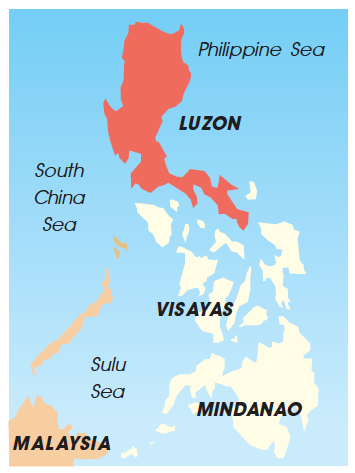 Philippine Sea
LUZON
South
China
Sea
VISAYAS
Sulu
Sea
MINDANAO
MALAYSIA